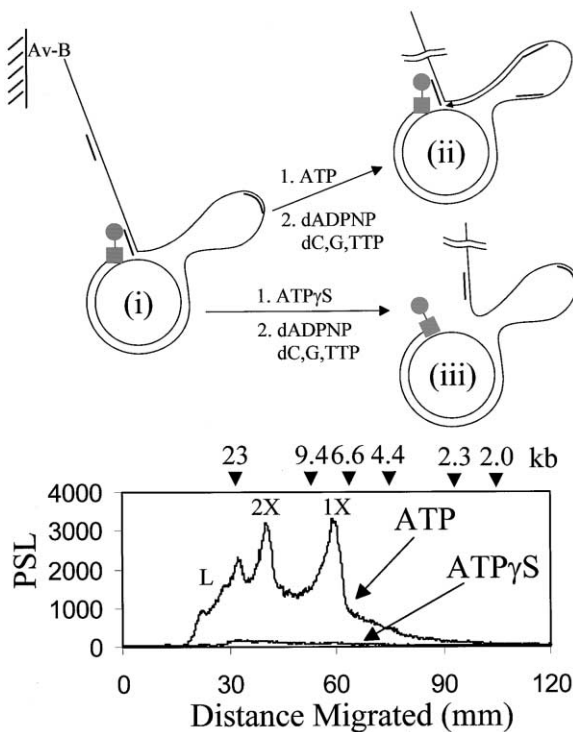 Av-B
(i)
1. ATP
2. dADPNP
dC,G,TTP
(ii)
1. ATPγS
2. dADPNP
dC,G,TTP
(iii)
23 9.4 6.6 4.4 2.3 2.0 kb
4000
3000
2000
1000
0
PSL
L
2X
1X
ATP
ATPγS
0 30 60 90 120
Distance Migrated (mm)